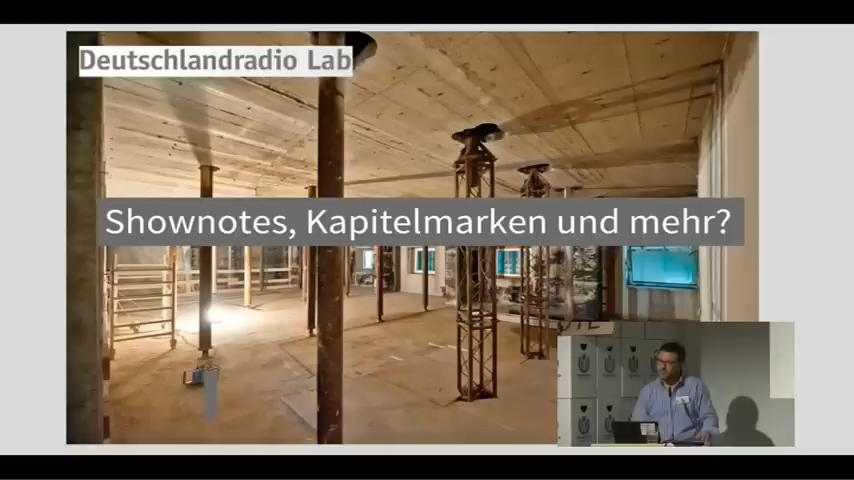 Deutschlandradio Lab
Shownotes, Kapitelmarken und mehr?